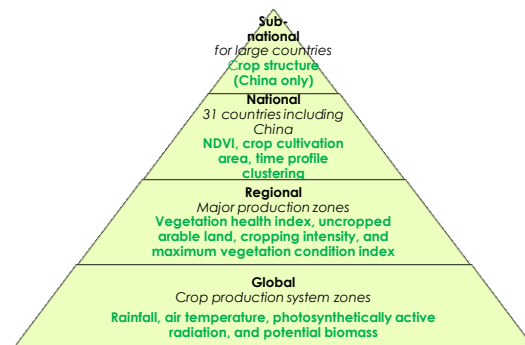 Sub-
national
for large countries
Crop structure
(China only)
National
31 countries including
China
NDVI, crop cultivation
area, time profile
clustering
Regional
Major production zones
Vegetation health index, uncropped
arable land, cropping intensity, and
maximum vegetation condition index
Global
Crop production system zones
Rainfall, air temperature, photosynthetically active
radiation, and potential biomass